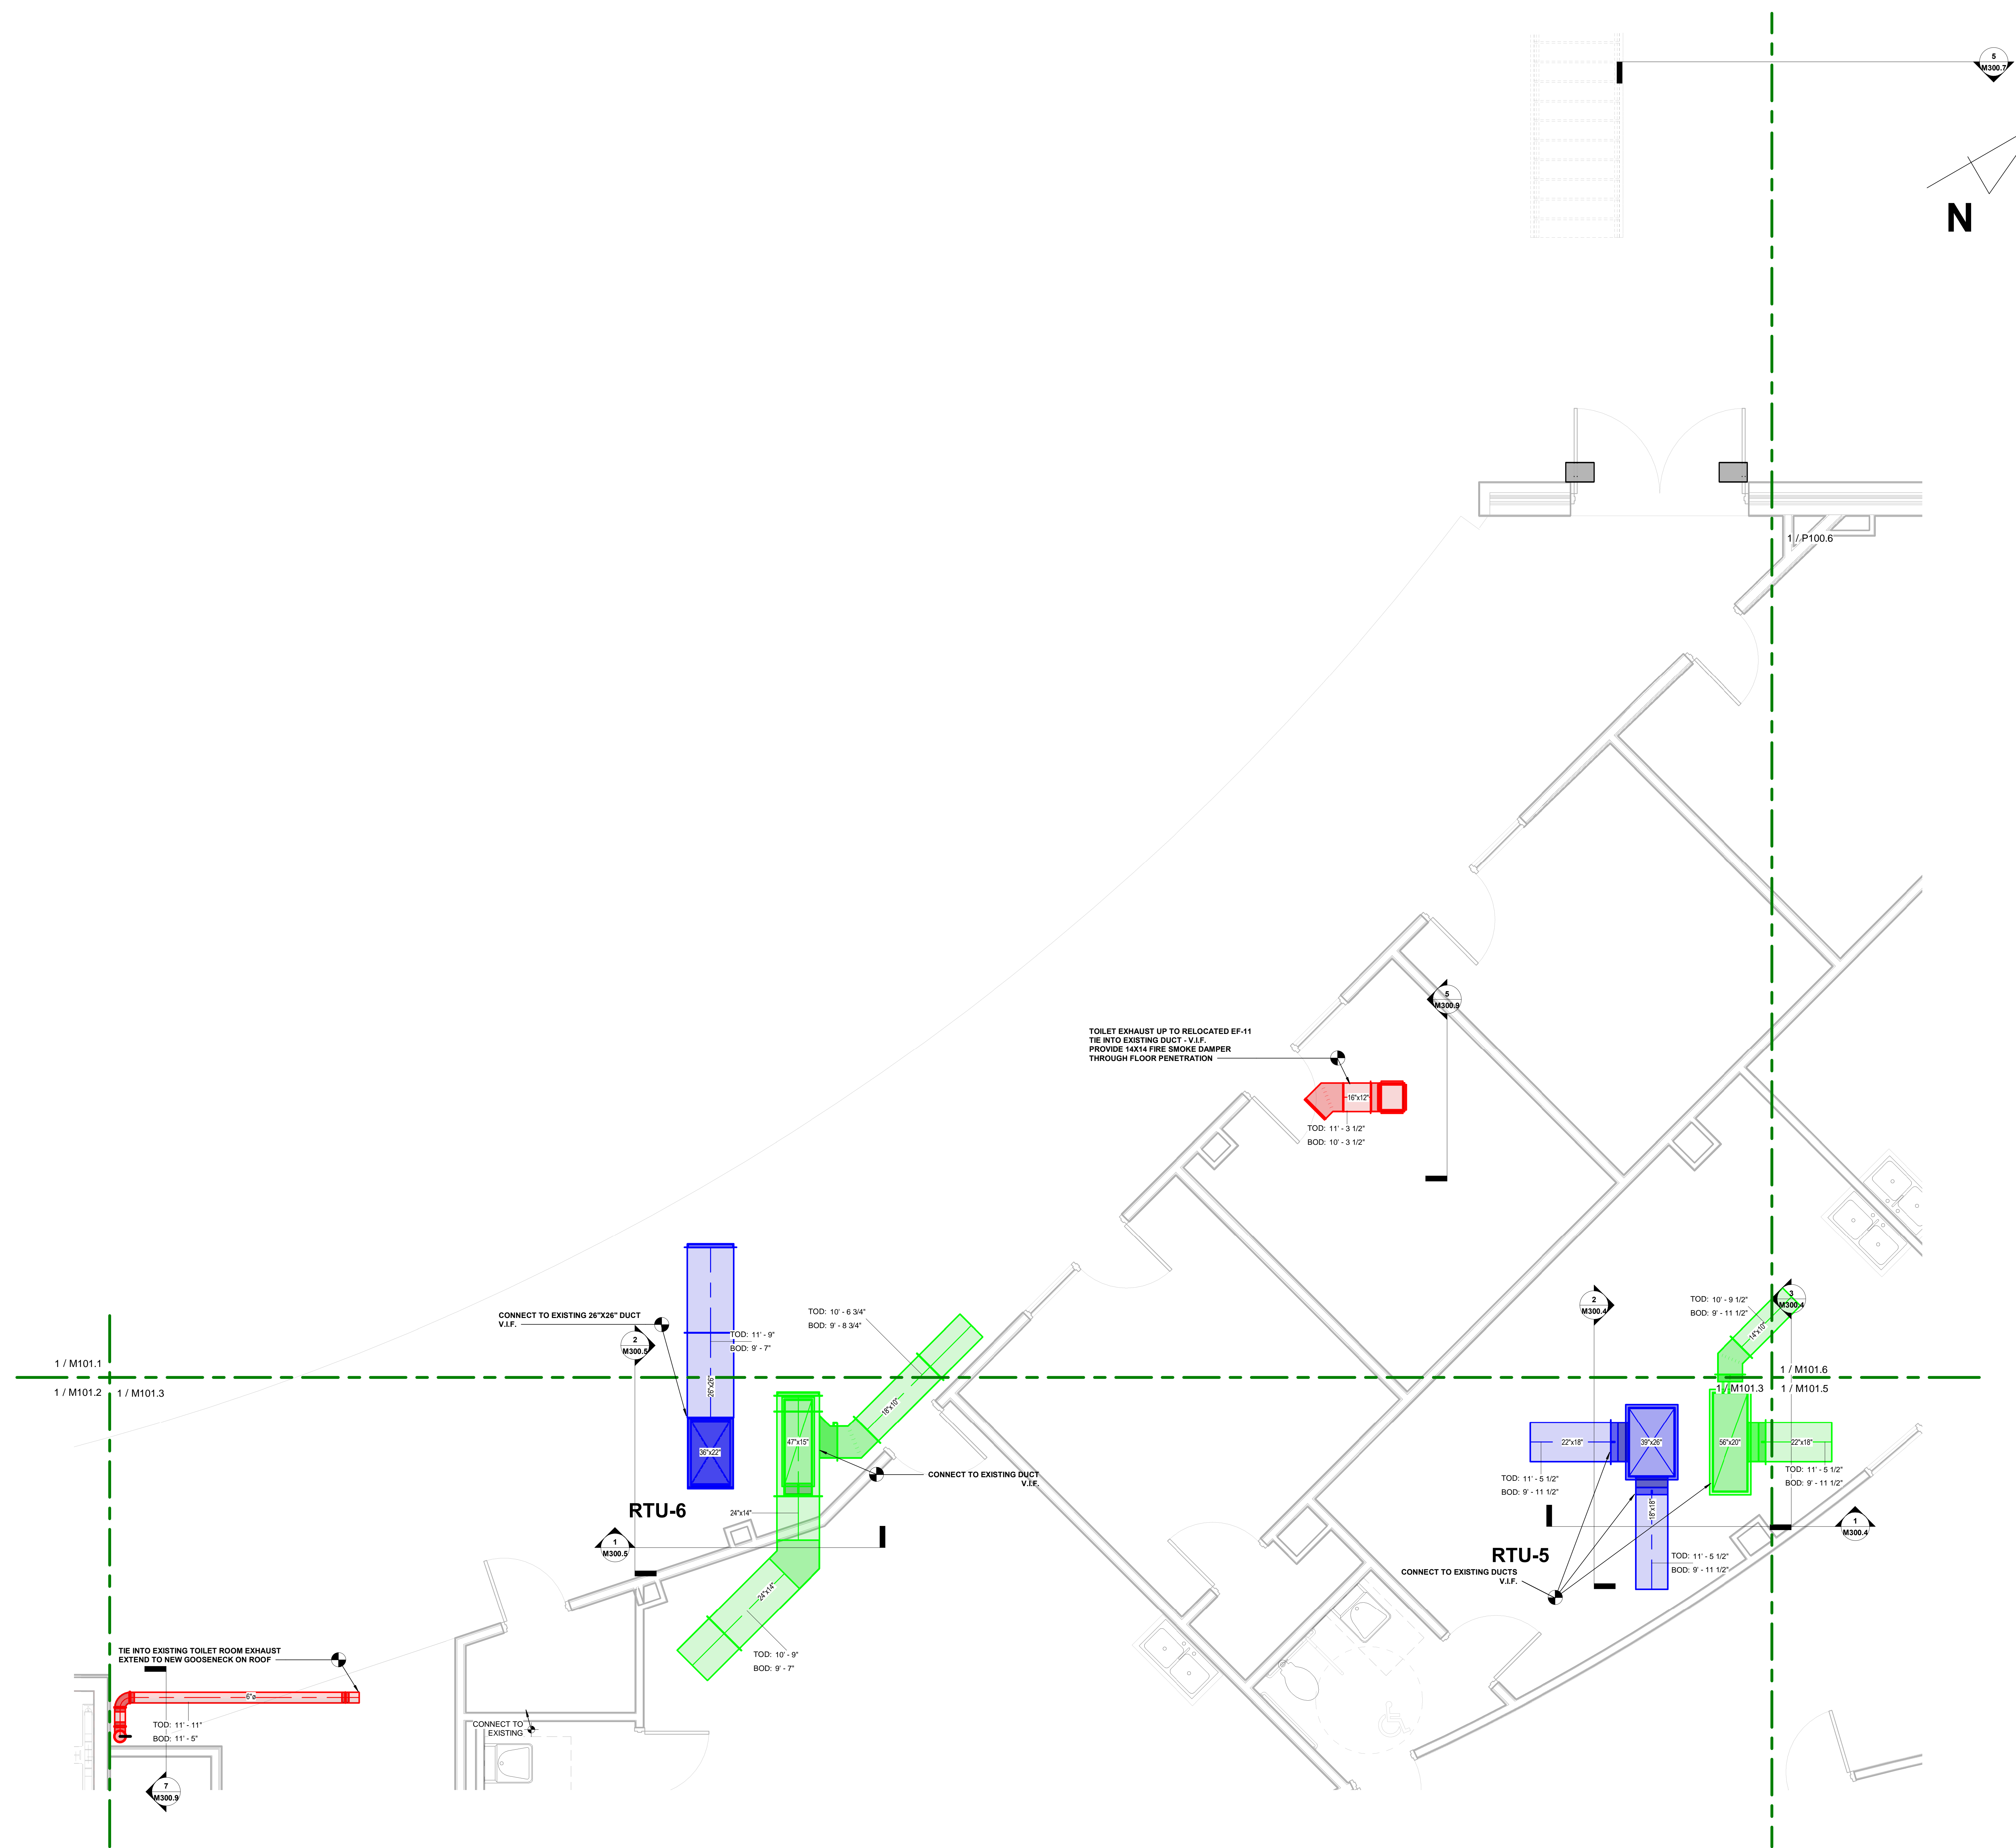 5
M300.7
N
1 / P100.6
5
M300.9
TOILET EXHAUST UP TO RELOCATED EF-11
TIE INTO EXISTING DUCT - V.I.F.
PROVIDE 14X14 FIRE SMOKE DAMPER
THROUGH FLOOR PENETRATION
16"x12"
TOD: 11' - 3 1/2"
BOD: 10' - 3 1/2"
CONNECT TO EXISTING 26"X26" DUCT
V.I.F.
2
M300.5
TOD: 11' - 9"
BOD: 9' - 7"
26"x26"
36"x22"
TOD: 10' - 6 3/4"
BOD: 9' - 8 3/4"
18"x10"
47"x15"
CONNECT TO EXISTING DUCT
V.I.F.
RTU-6
24"x14"
1
M300.5
24"x14"
TOD: 10' - 9"
BOD: 9' - 7"
1 / M101.1
1 / M101.2
1 / M101.3
2
M300.4
TOD: 10' - 9 1/2"
BOD: 9' - 11 1/2"
3
M300.4
14"x10"
1 / M101.6
1 / M101.3
1 / M101.5
22"x18"
39"x26"
56"x20"
22"x18"
TOD: 11' - 5 1/2"
BOD: 9' - 11 1/2"
TOD: 11' - 5 1/2"
BOD: 9' - 11 1/2"
18"x18"
1
M300.4
RTU-5
CONNECT TO EXISTING DUCTS
V.I.F.
TOD: 11' - 5 1/2"
BOD: 9' - 11 1/2"
TIE INTO EXISTING TOILET ROOM EXHAUST
EXTEND TO NEW GOOSENECK ON ROOF
6"ø
TOD: 11' - 11"
BOD: 11' - 5"
7
M300.9
CONNECT TO
EXISTING